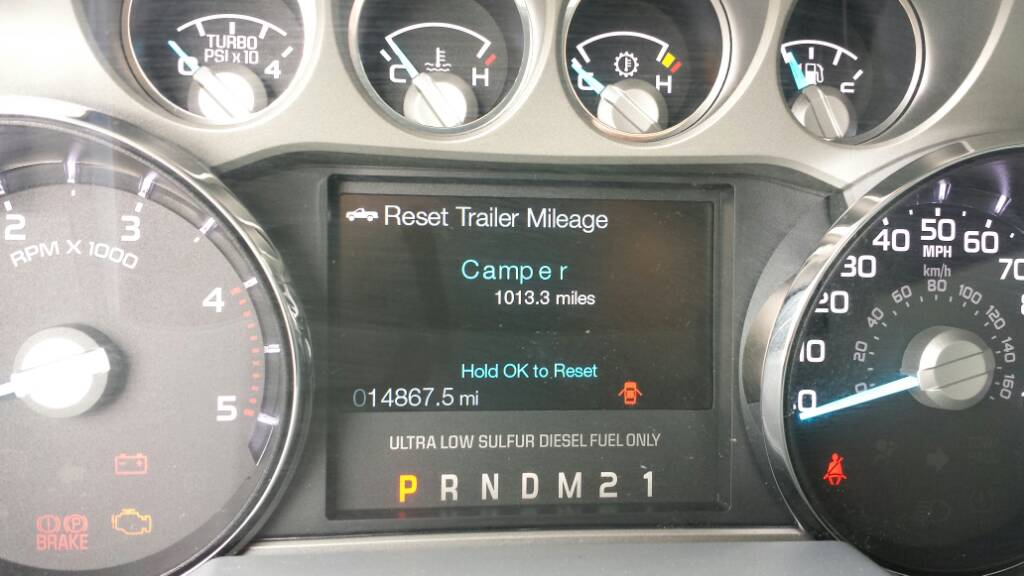 TURBO
PSI x 10
0 4
C H
C H
2 3
RPM X 1000
4
5
Reset Trailer Mileage
Camper
1013.3 miles
Hold OK to Reset
014867.5 mi
ULTRA LOW SULFUR DIESEL FUEL ONLY
P R N D M 2 1
BRAKE
0 10 20 30 40 50 60 70
MPH
km/h
0 20 40 60 80 100 120 140 160